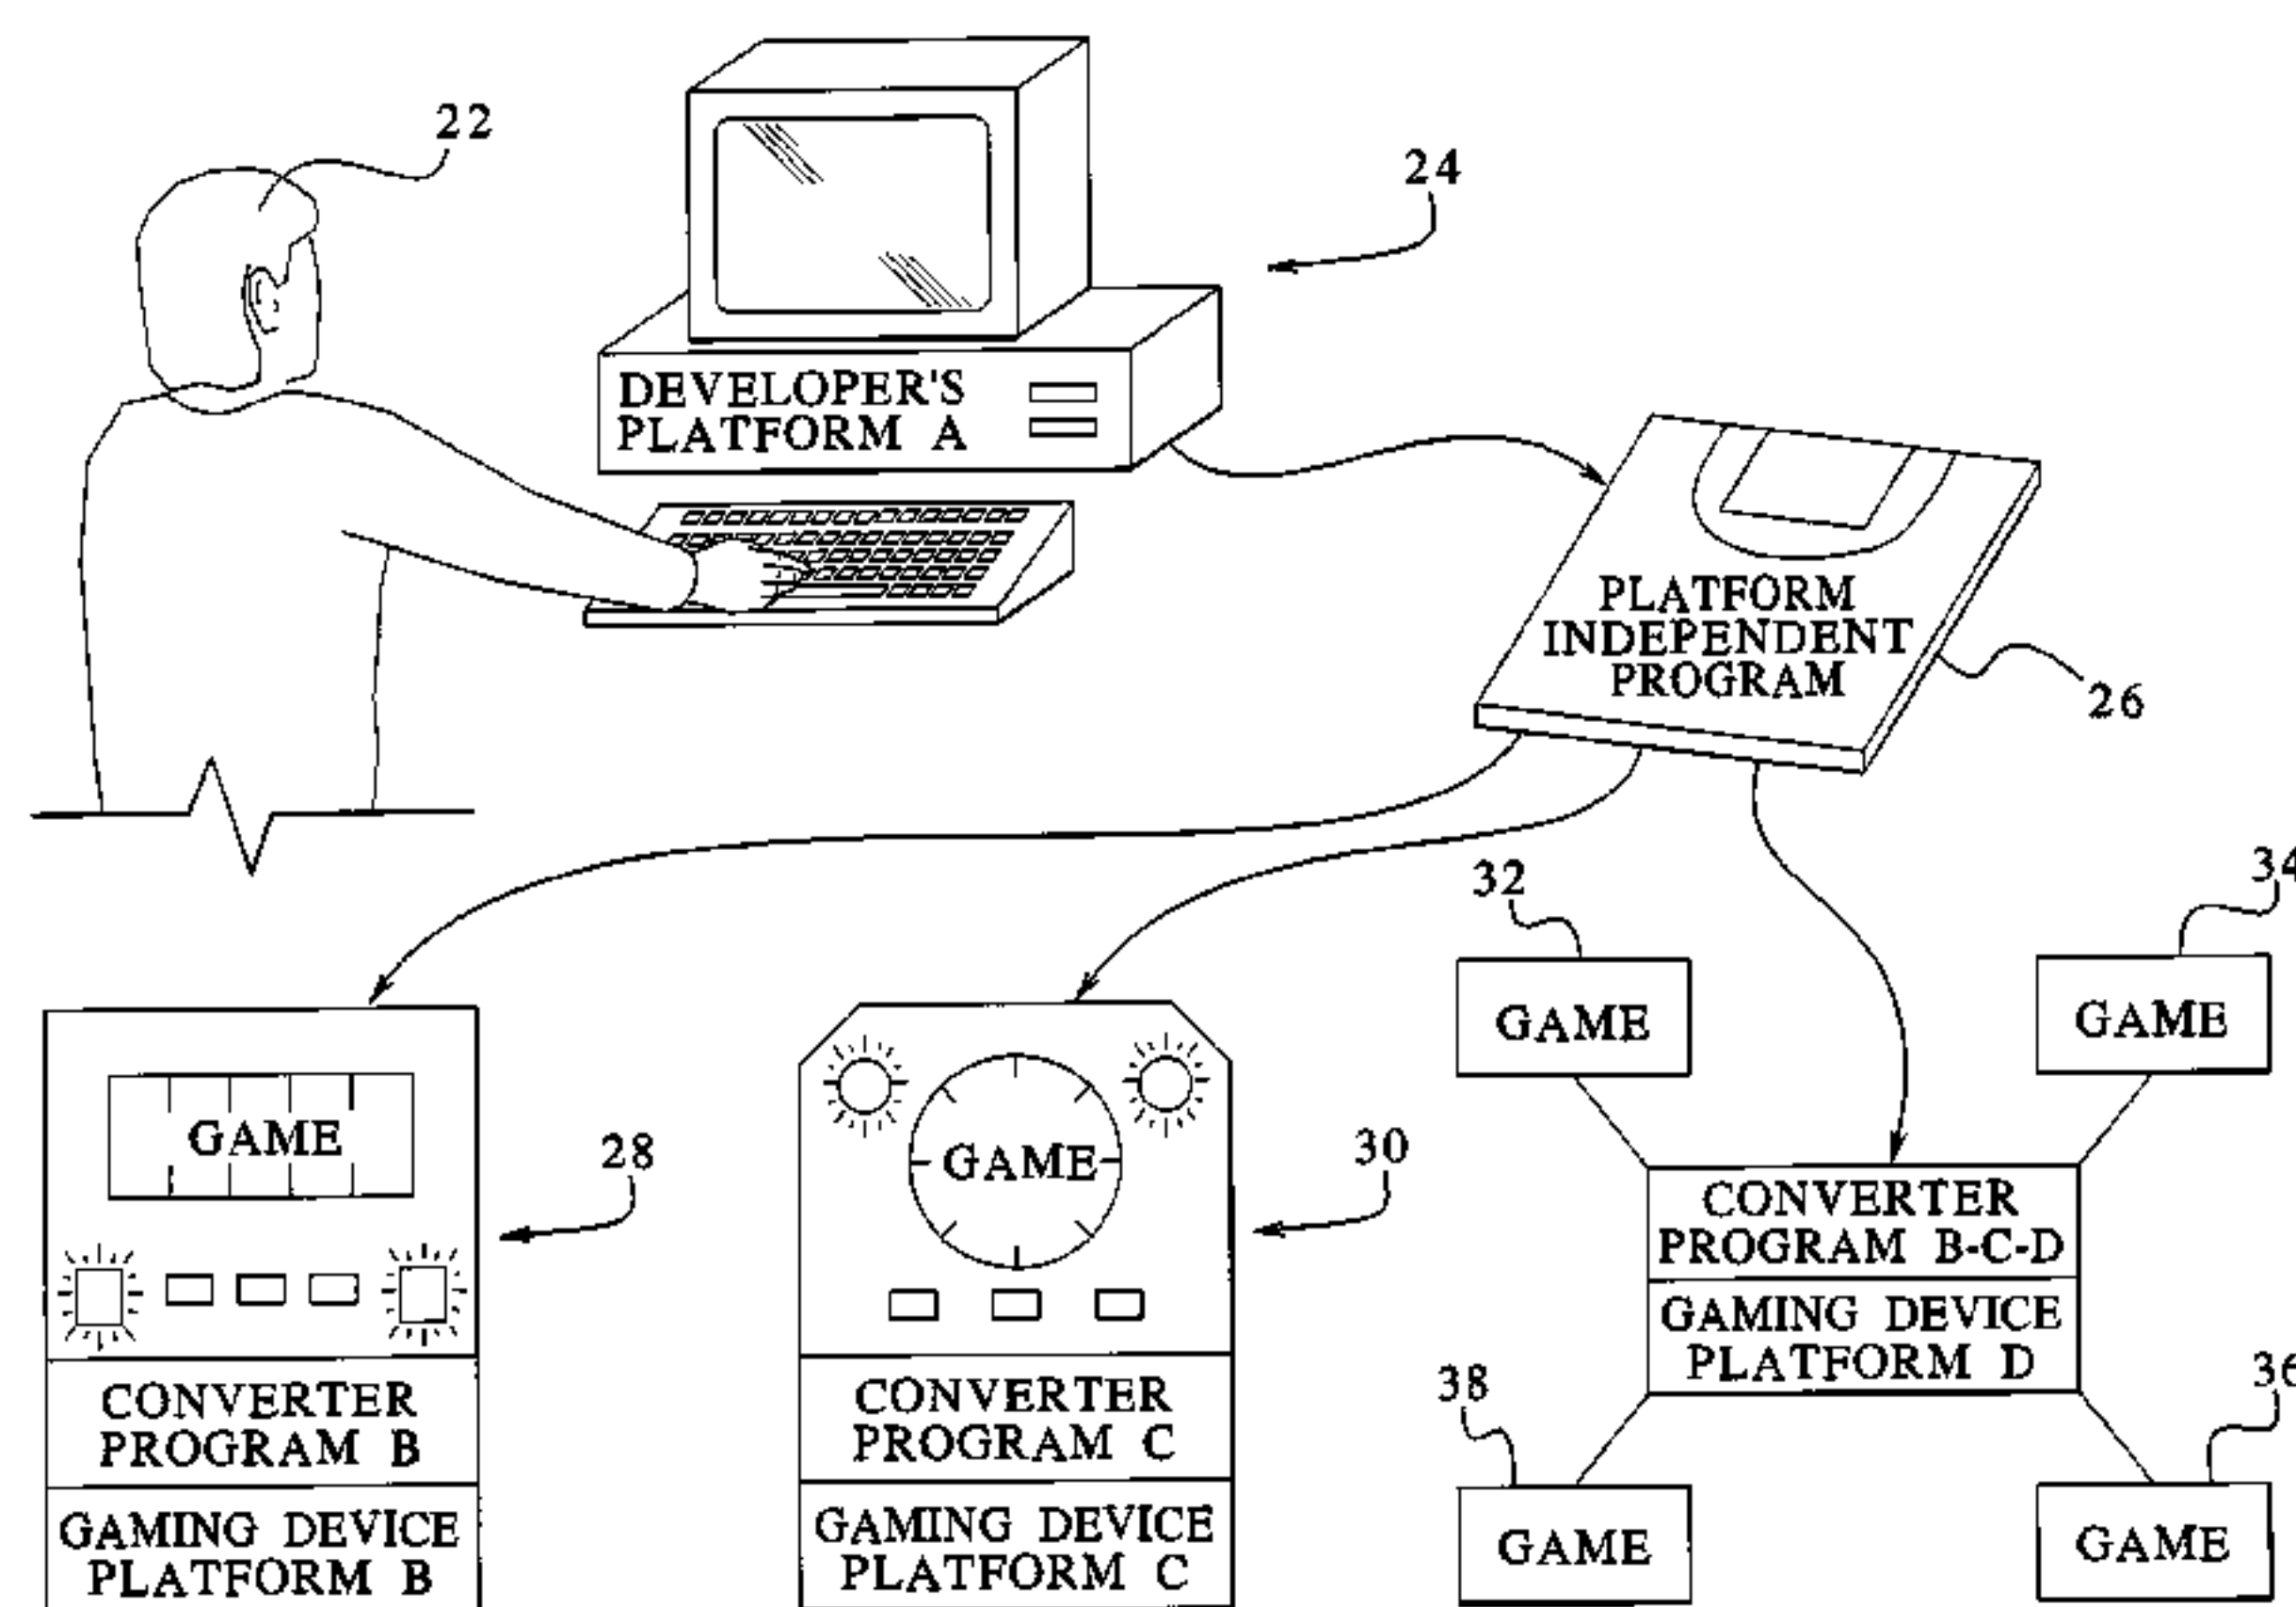 22
24
DEVELOPER'S
PLATFORM A
PLATFORM
INDEPENDENT
PROGRAM
26
32
34
GAME
GAME
GAME
28
GAME
30
CONVERTER
PROGRAM B-C-D
GAMING DEVICE
PLATFORM D
38
36
CONVERTER
PROGRAM B
CONVERTER
PROGRAM C
GAMING DEVICE
PLATFORM B
GAMING DEVICE
PLATFORM C
GAME
GAME